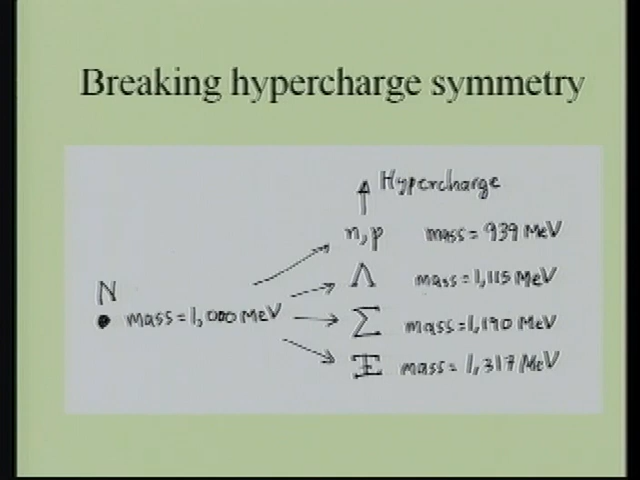 Breaking hypercharge symmetry
Hypercharge
n, p mass = 939 MeV
Λ mass = 1,115 MeV
N
mass = 1,000 MeV
Σ mass = 1,190 MeV
Ξ mass = 1,317 MeV